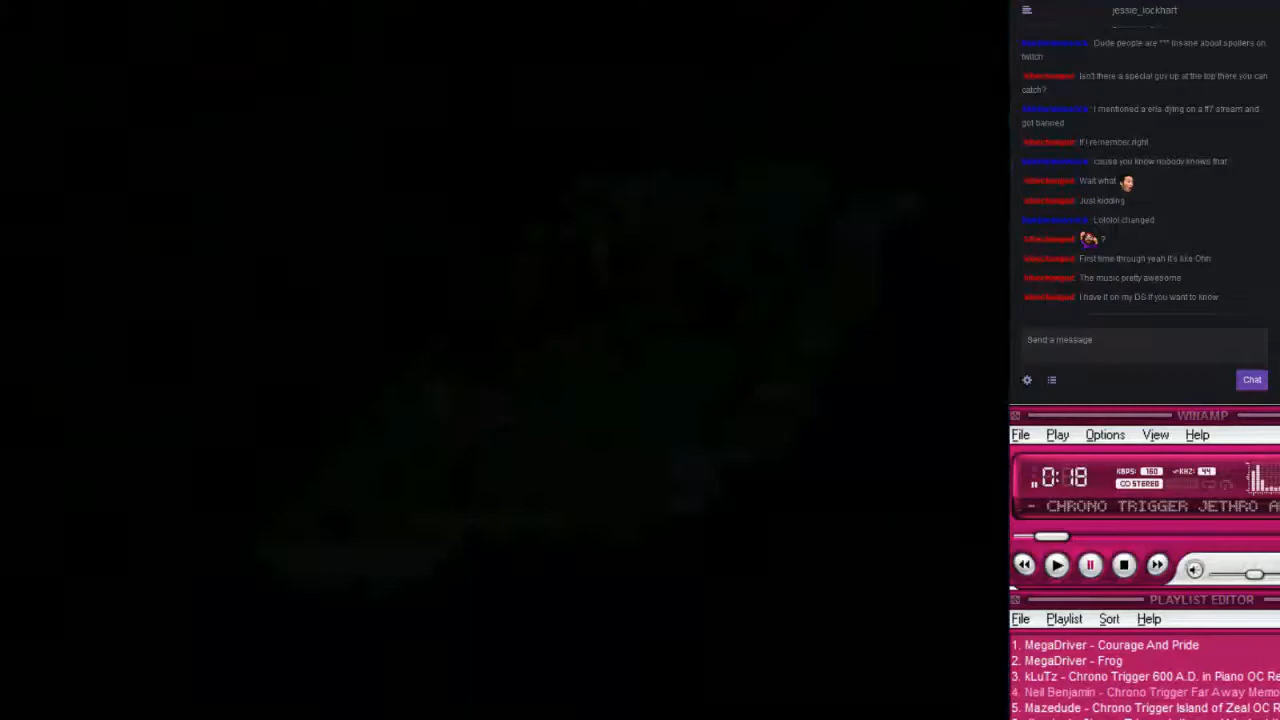 jessie_lockhart
Dude people are *** insane about spoilers on
twitch
Isn't there a special guy up at the top there you can
catch?
I mentioned aeris dying on a ff7 stream and
got banned
If I remember right
'cause you know nobody knows that
Wait what
Just kidding
Lololol changed
?
First time through yeah it's like Ohh
The music pretty awesome
I have it on my DS if you want to know
Send a message
Chat
WINAMP
File Play Options View Help
0:18
KBPS: 160 KHZ: 44
STEREO
- CHRONO TRIGGER JETHRO
PLAYLIST EDITOR
File Playlist Sort Help
1. MegaDriver - Courage And Pride
2. MegaDriver - Frog
3. kLuTz - Chrono Trigger 600 A.D. in Piano OC Re
4. Neil Benjamin - Chrono Trigger Far Away Memo
5. Mazedude - Chrono Trigger Island of Zeal OC R